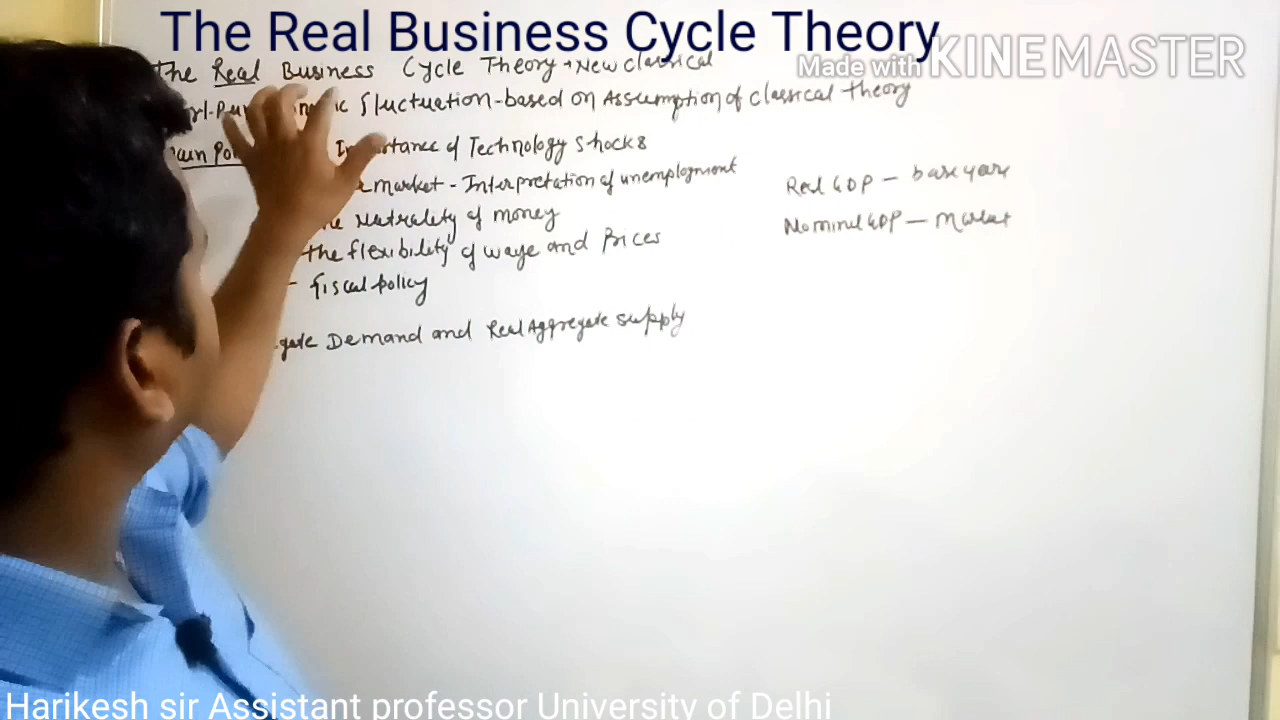 The Real Business Cycle Theory
Made with KINEMASTER
The Real Business Cycle Theory New Classical
fluctuation-based on Assumption of classical theory
Importance of Technology shocks
market - Interpretation of unemployment
Real GDP - base year
Neutrality of money
Nominal GDP - market
the flexibility of wage and Prices
- fiscal policy
Demand and Real Aggregate supply
Harikesh sir Assistant professor University of Delhi